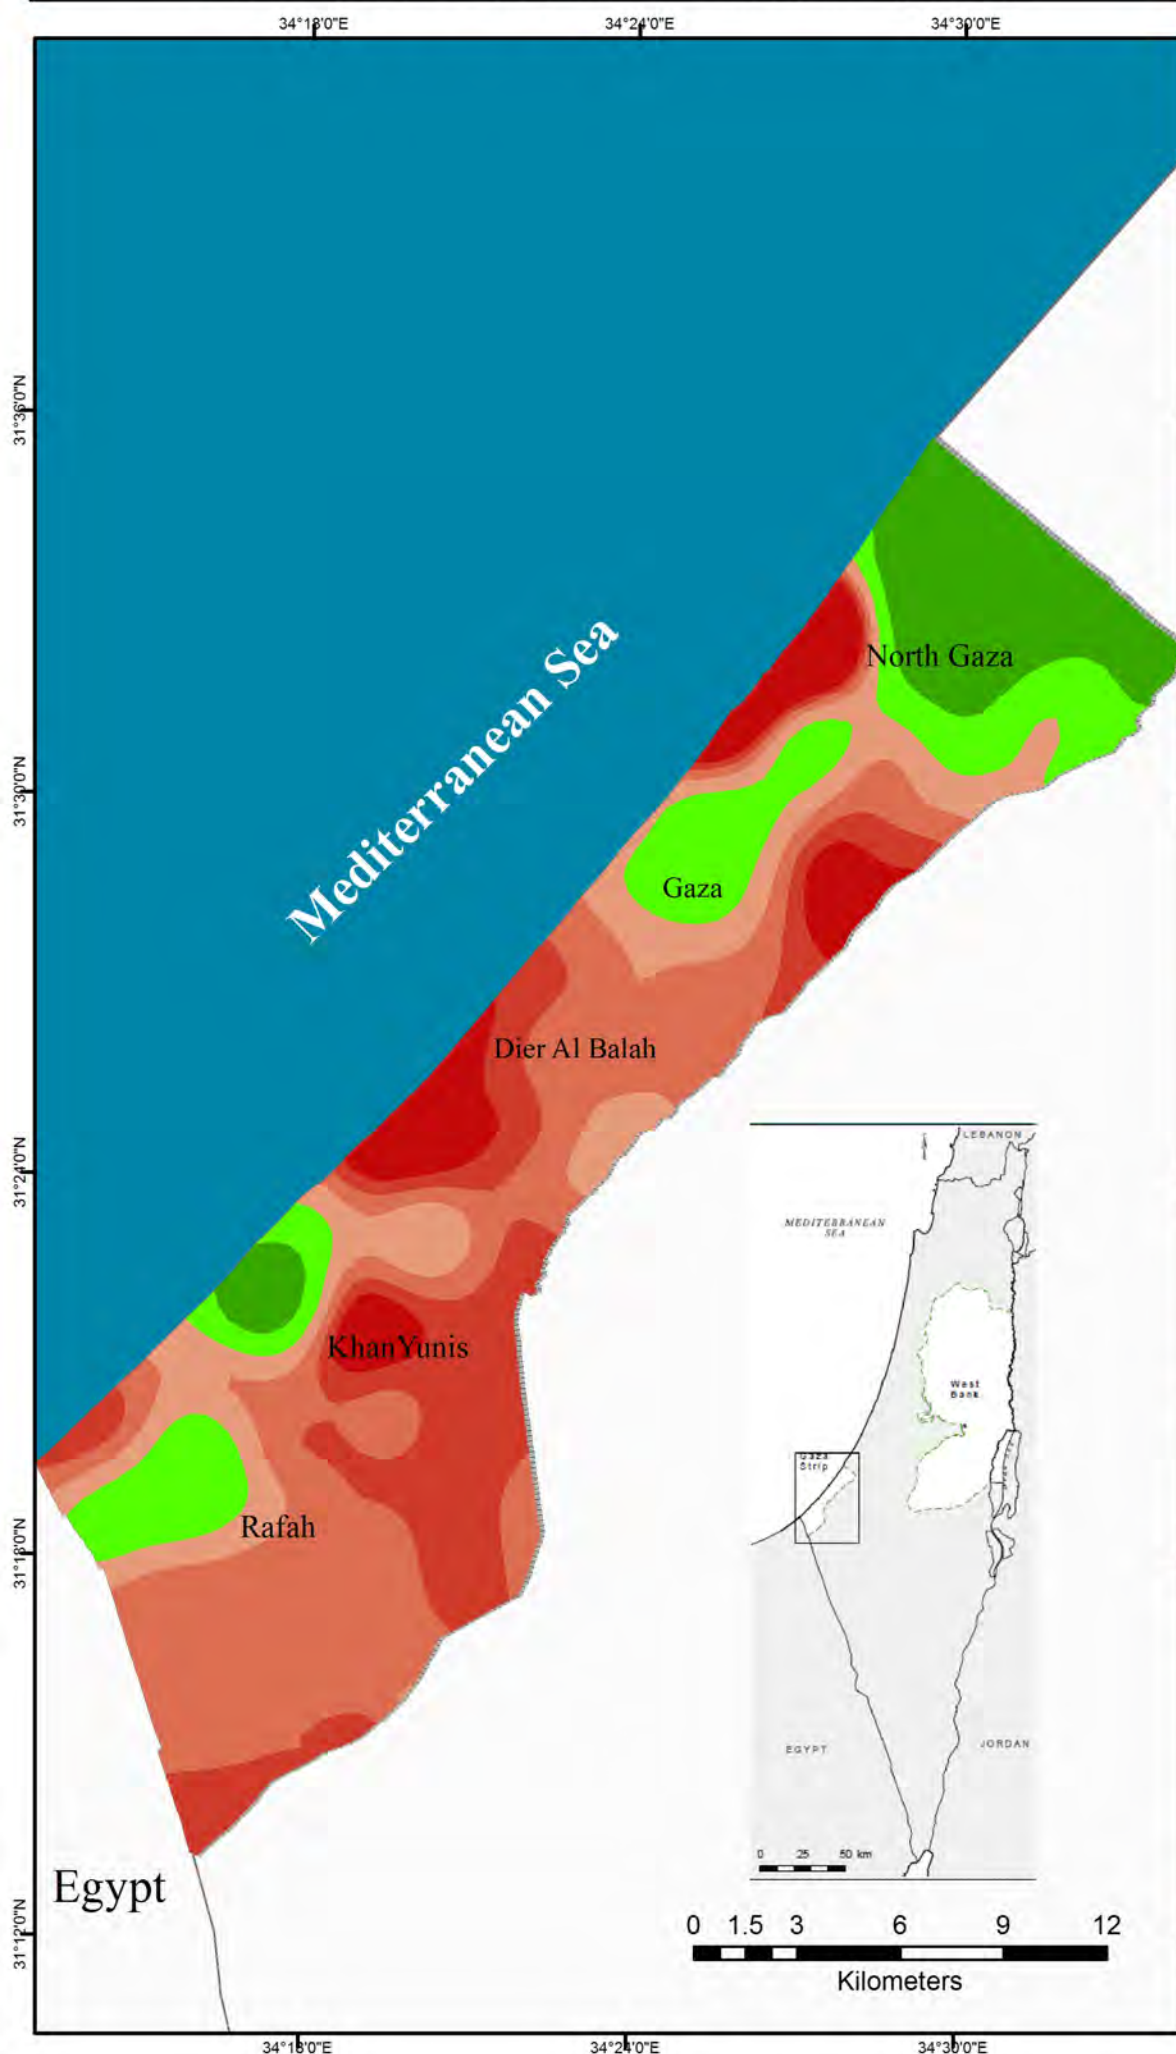 34°18'0"E
34°24'0"E
34°30'0"E
31°36'0"N
North Gaza
Mediterranean Sea
31°30'0"N
Gaza
Dier Al Balah
LEBANON
31°24'0"N
MEDITERRANEAN
SEA
KhanYunis
West
Bank
Gaza
Strip
Rafah
31°18'0"N
EGYPT
JORDAN
0 25 50 km
Egypt
0 1.5 3 6 9 12
31°12'0"N
Kilometers
34°18'0"E
34°24'0"E
34°30'0"E